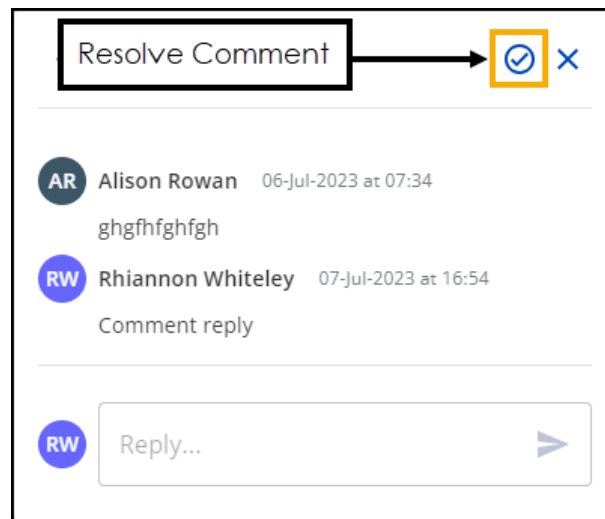 Resolve Comment
AR Alison Rowan 06-Jul-2023 at 07:34
ghgfhfghfgh
RW Rhiannon Whiteley 07-Jul-2023 at 16:54
Comment reply
RW Reply...